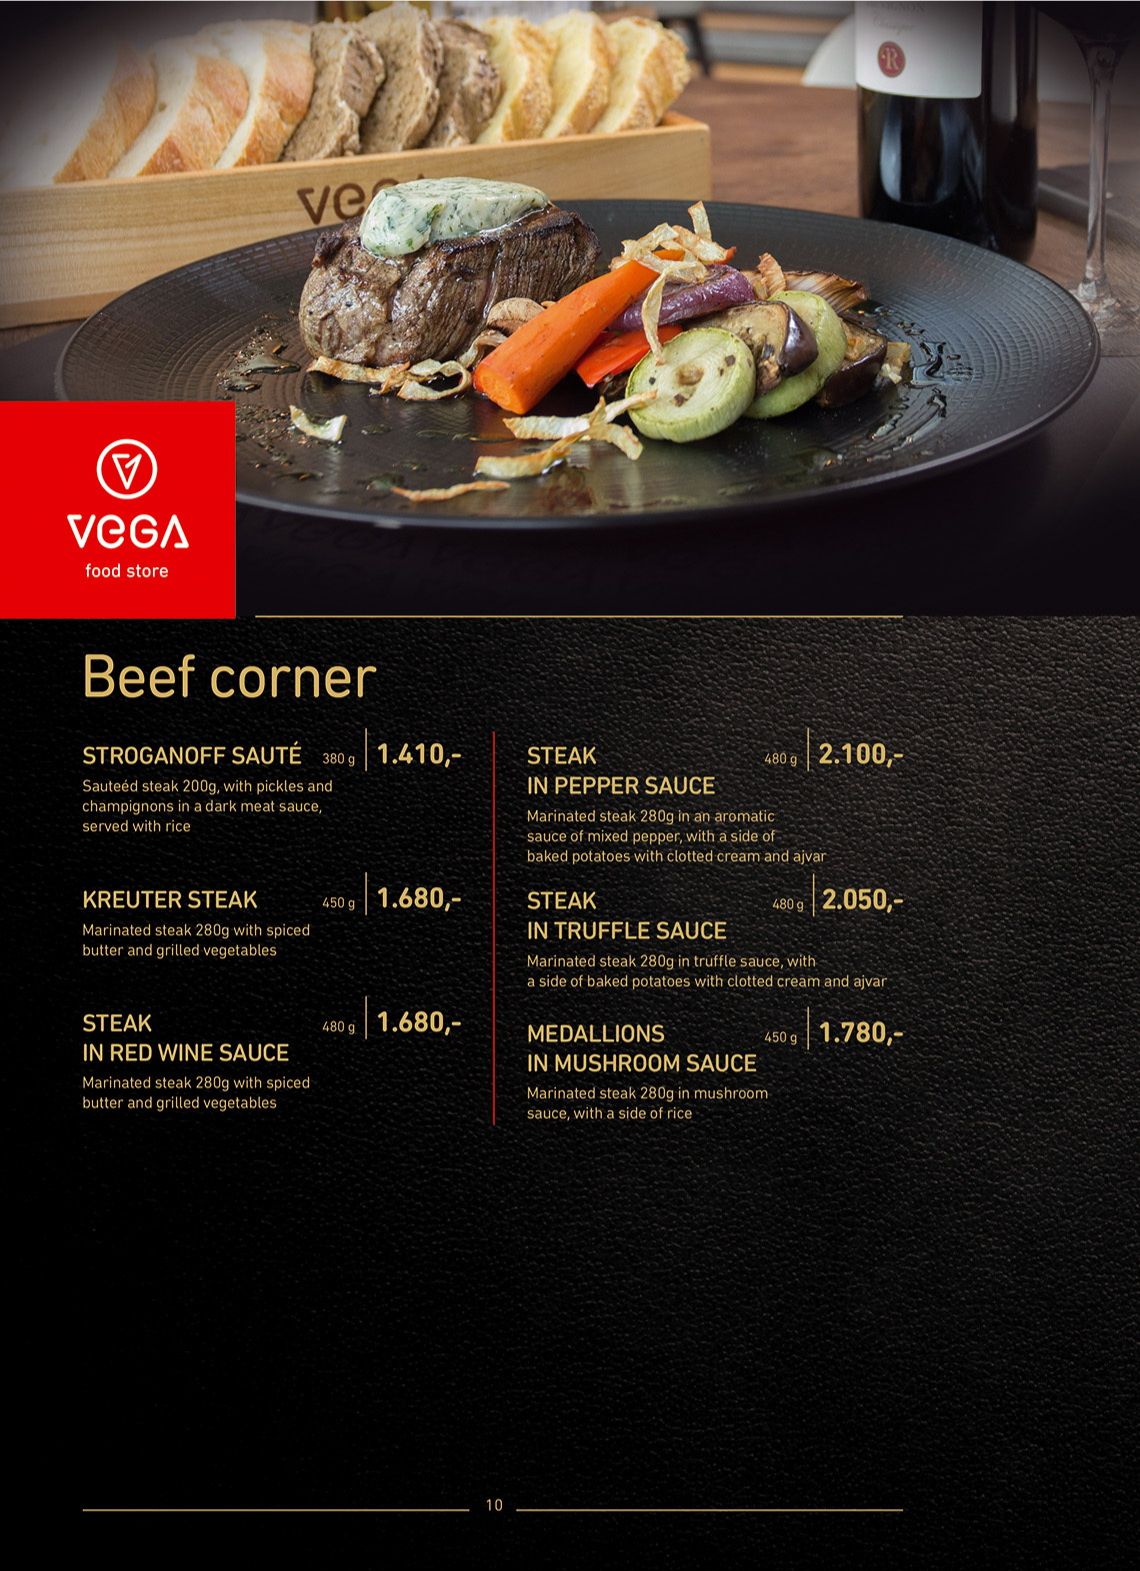 VeGA
R
VeGA
food store
Beef corner
STROGANOFF SAUTÉ 380 g 1.410,-
Sauteéd steak 200g, with pickles and
champignons in a dark meat sauce,
served with rice
KREUTER STEAK 450 g 1.680,-
Marinated steak 280g with spiced
butter and grilled vegetables
STEAK 480 g 1.680,-
IN RED WINE SAUCE
Marinated steak 280g with spiced
butter and grilled vegetables
STEAK 480 g 2.100,-
IN PEPPER SAUCE
Marinated steak 280g in an aromatic
sauce of mixed pepper, with a side of
baked potatoes with clotted cream and ajvar
STEAK 480 g 2.050,-
IN TRUFFLE SAUCE
Marinated steak 280g in truffle sauce, with
a side of baked potatoes with clotted cream and ajvar
MEDALLIONS 450 g 1.780,-
IN MUSHROOM SAUCE
Marinated steak 280g in mushroom
sauce, with a side of rice
10